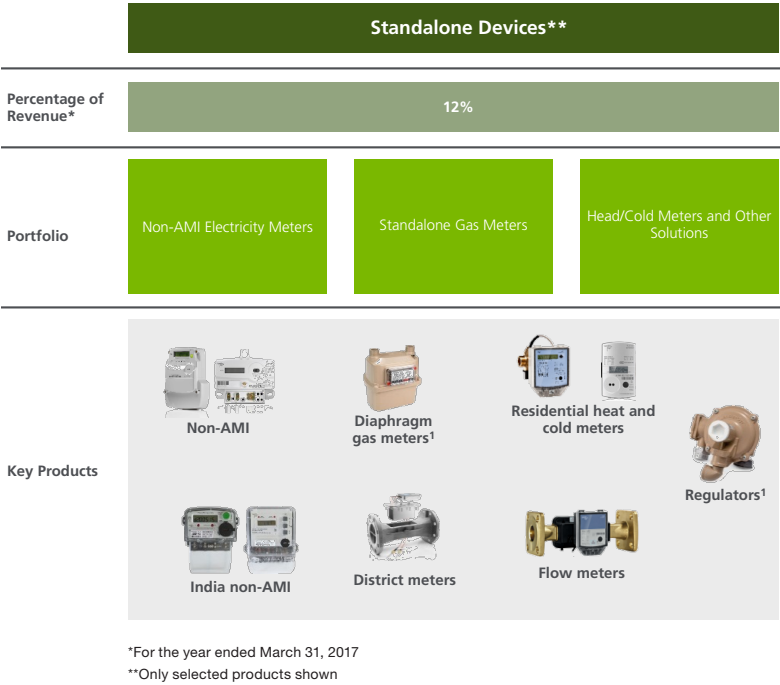 Standalone Devices**
Percentage of
Revenue*
12%
Portfolio
Non-AMI Electricity Meters
Standalone Gas Meters
Head/Cold Meters and Other
Solutions
Key Products
Non-AMI
Diaphragm
gas meters¹
Residential heat and
cold meters
Regulators¹
India non-AMI
District meters
Flow meters
*For the year ended March 31, 2017
**Only selected products shown